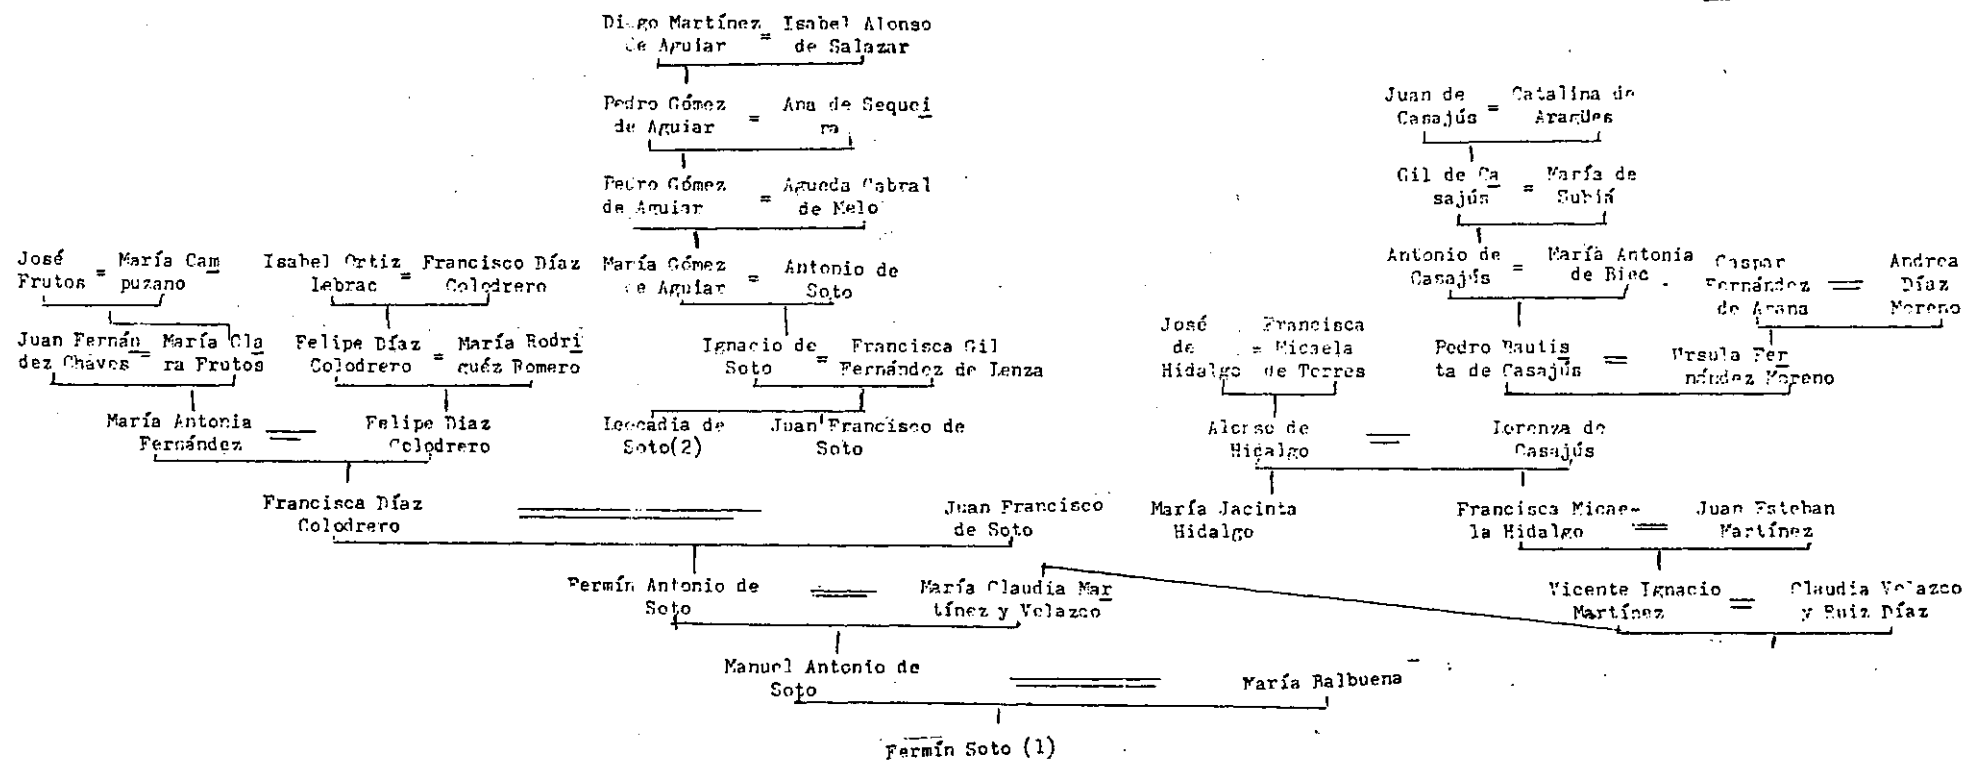 Diego Martínez = Isabel Alonso
de Aguiar de Salazar
Pedro Gómez = Ana de Sequei
de Aguiar ra
Juan de = Catalina de
Casajús Aragües
Pedro Gómez = Agueda Cabral
de Aguiar de Melo
Gil de Ca = María de
sajús Subiá
José = María Cam
Frutos puzano
Isabel Ortiz = Francisco Díaz
Lebrac Colodrero
María Gómez = Antonio de
de Aguiar Soto
Antonio de = María Antonia
Casajús de Biec
Gaspar = Andrea
Fernández Díaz
de Arana Moreno
Juan Fernán = María Cla
dez Chaves ra Frutos
Felipe Díaz = María Rodri
Colodrero guéz Romero
Ignacio de = Francisca Gil
Soto Fernández de Lenza
José = Francisca
de Micaela
Hidalgo de Torres
Pedro Bautis = Ursula Fer
ta de Casajús nández Moreno
María Antonia = Felipe Diaz
Fernández Colodrero
Leocadia de Juan Francisco de
Soto(2) Soto
Alonso de = Lorenza de
Hidalgo Casajús
Francisca Díaz = Juan Francisco
Colodrero de Soto
María Jacinta
Hidalgo
Francisca Micae- = Juan Esteban
la Hidalgo Martínez
Fermín Antonio de = María Claudia Mar
Soto tínez y Velazco
Vicente Ignacio = Claudia Velazco
Martínez y Ruiz Díaz
Manuel Antonio de = María Balbuena
Soto
Fermín Soto (1)